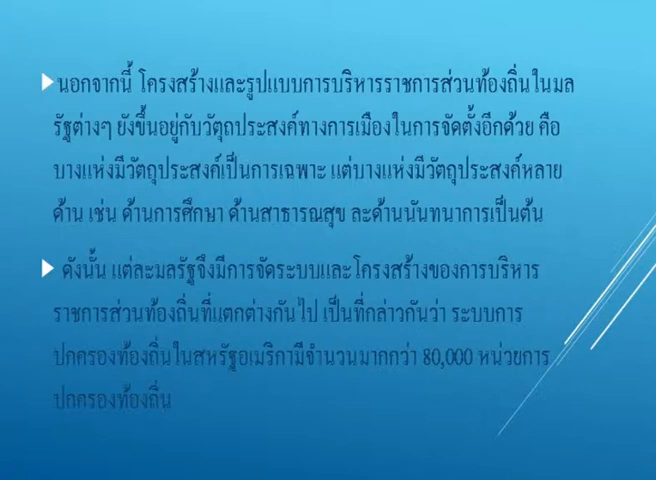 นอกจากนี้ โครงสร้างและรูปแบบการบริหารราชการส่วนท้องถิ่นในมล
รัฐต่างๆ ยังขึ้นอยู่กับวัตุถประสงค์ทางการเมืองในการจัดตั้งอีกด้วย คือ
บางแห่งมีวัตถุประสงค์เป็นการเฉพาะ แต่บางแห่งมีวัตถุประสงค์หลาย
ด้าน เช่น ด้านการศึกษา ด้านสาธารณสุข ละด้านนันทนาการเป็นต้น
ดังนั้น แต่ละมลรัฐจึงมีการจัดระบบและโครงสร้างของการบริหาร
ราชการส่วนท้องถิ่นที่แตกต่างกันไป เป็นที่กล่าวกันว่า ระบบการ
ปกครองท้องถิ่นในสหรัฐอเมริกามีจำนวนมากกว่า 80,000 หน่วยการ
ปกครองท้องถิ่น